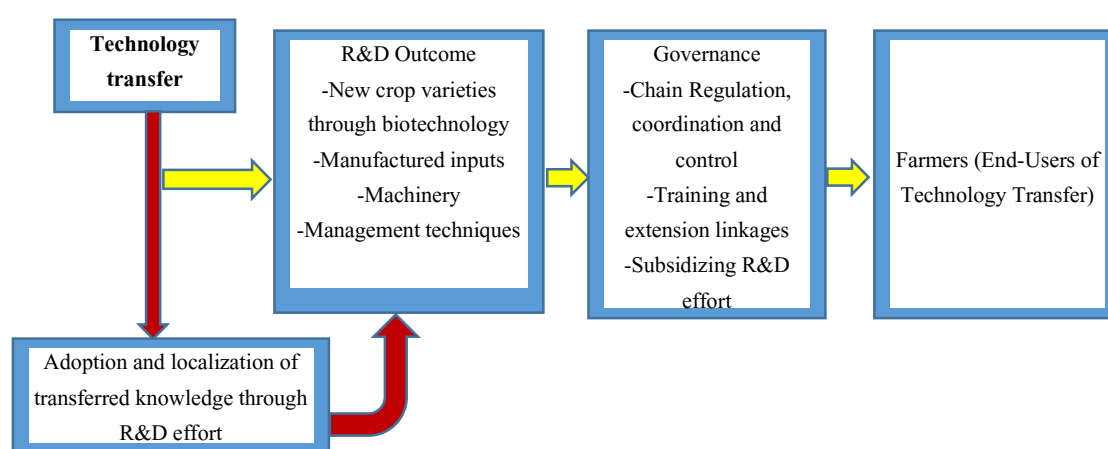 Technology
transfer
R&D Outcome
-New crop varieties
through biotechnology
-Manufactured inputs
-Machinery
-Management techniques
Governance
-Chain Regulation,
coordination and
control
-Training and
extension linkages
-Subsidizing R&D
effort
Farmers (End-Users of
Technology Transfer)
Adoption and localization of
transferred knowledge through
R&D effort